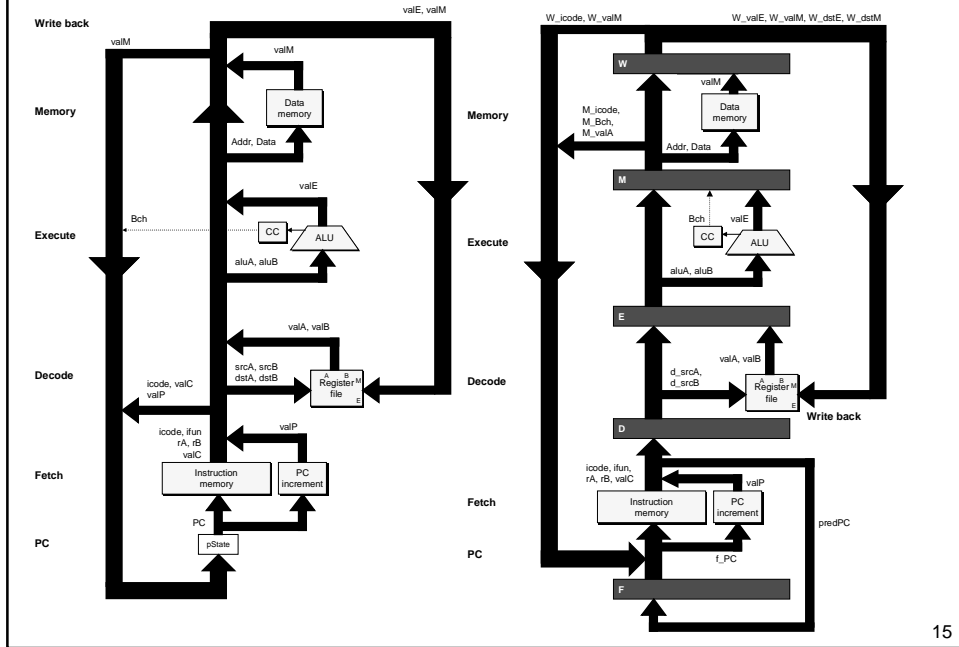 Write back
valE, valM
valM
valM
Memory
Data
memory
Addr, Data
valE
Bch
Execute
CC
ALU
aluA, aluB
valA, valB
Decode
srcA, srcB
dstA, dstB
A
B
M
Register
file
E
icode, valC
valP
icode, ifun
rA, rB
valC
valP
Fetch
Instruction
memory
PC
increment
PC
PC
pState
W_icode, W_valM
W_valE, W_valM, W_dstE, W_dstM
W
valM
Memory
M_icode,
M_Bch,
M_valA
Data
memory
Addr, Data
M
Bch
valE
Execute
CC
ALU
aluA, aluB
E
valA, valB
Decode
d_srcA,
d_srcB
A
B
M
Register
file
E
Write back
D
icode, ifun,
rA, rB, valC
valP
Fetch
Instruction
memory
PC
increment
predPC
PC
f_PC
F
15